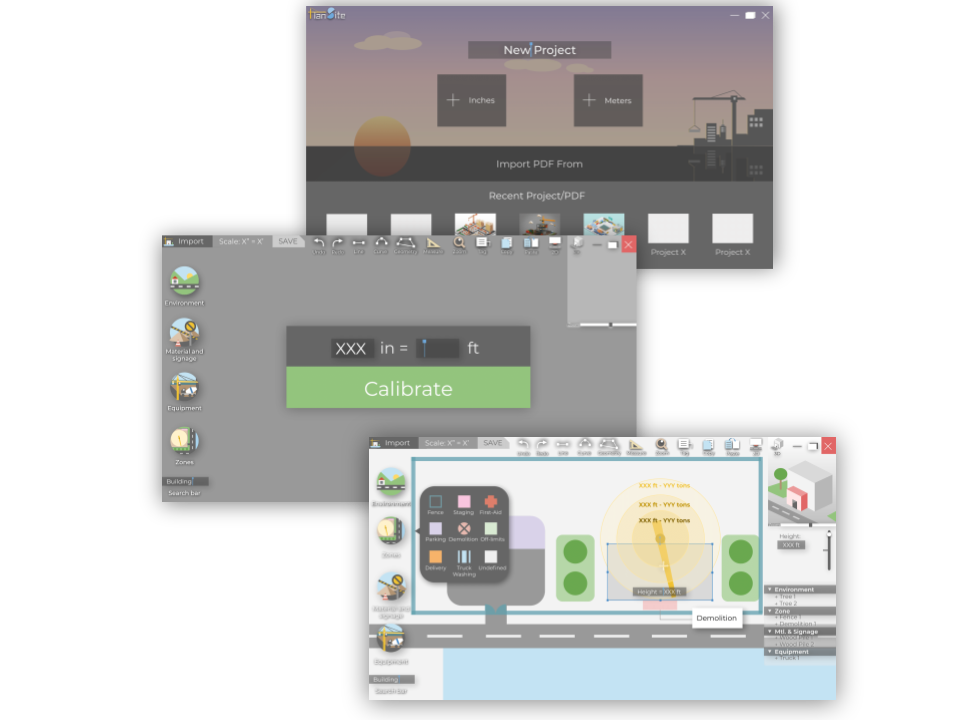 TranSite
New Project
Inches
Meters
Import PDF From
Recent Project/PDF
Project X
Project X
Import
Scale: X" = X'
SAVE
Environment
Material and
signage
Equipment
Zones
Building
Search bar
XXX in = ft
Calibrate
Import
Scale: X" = X'
SAVE
Environment
Zones
Material and
signage
Equipment
Building
Search bar
Fence
Staging
First-Aid
Parking
Demolition
Off-limits
Delivery
Truck
Washing
Undefined
XXX ft - YYY tons
XXX ft - YYY tons
XXX ft - YYY tons
Height = XXX ft
Demolition
Height:
XXX ft
Environment
+ Tree 1
+ Tree 2
Zone
+ Fence 1
+ Demolition 1
Mtl. & Signage
Equipment
+ Truck 1